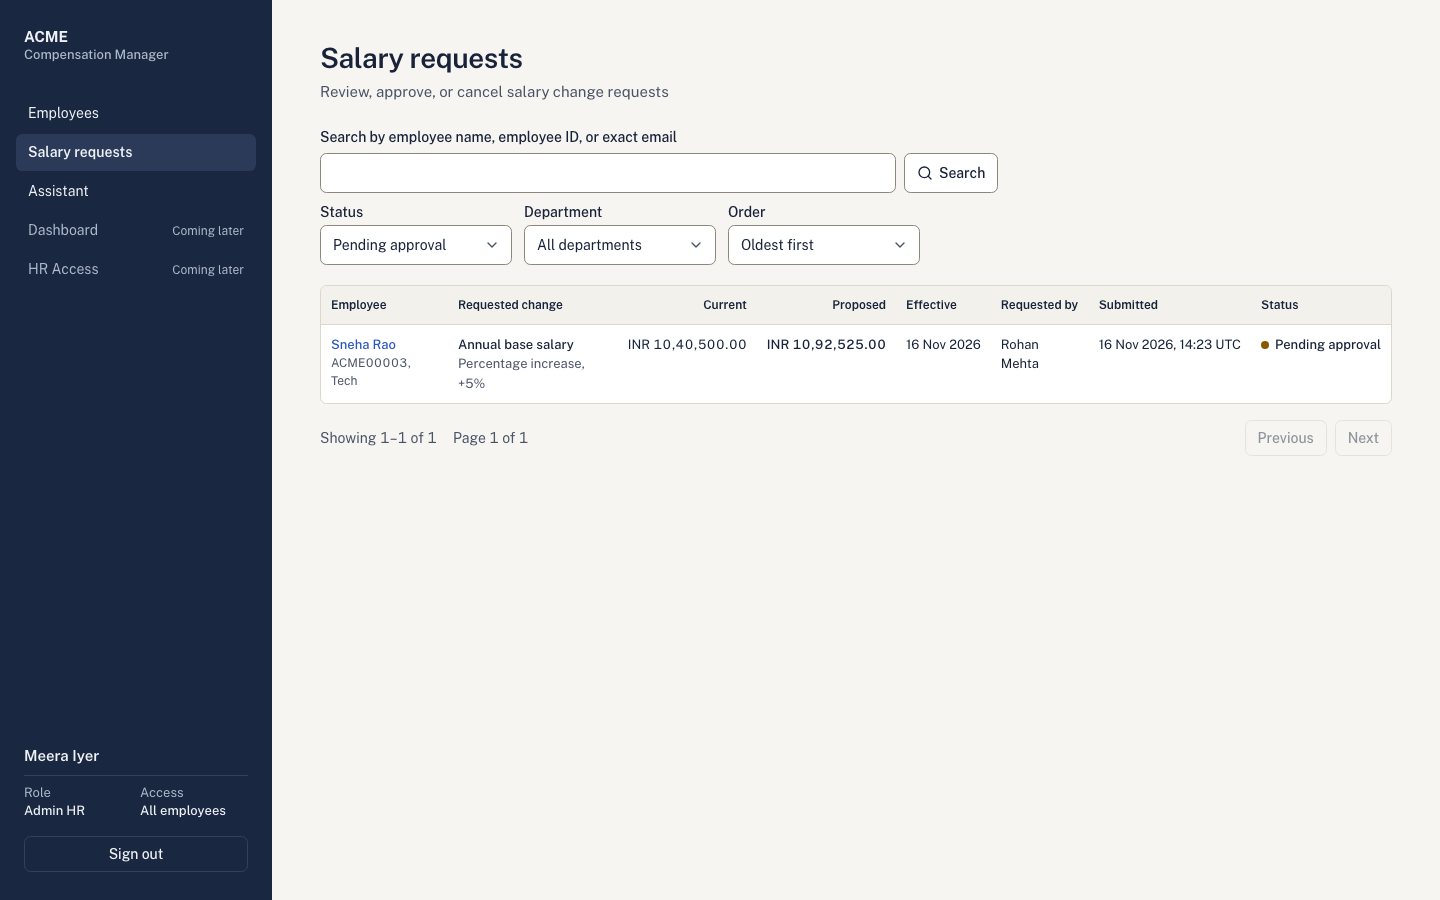 ACME
Compensation Manager
Employees
Salary requests
Assistant
Dashboard Coming later
HR Access Coming later
Meera Iyer
Role Access
Admin HR All employees
Sign out
Salary requests
Review, approve, or cancel salary change requests
Search by employee name, employee ID, or exact email
Search
Status Department Order
Pending approval All departments Oldest first
Employee Requested change Current Proposed Effective Requested by Submitted Status
Sneha Rao Annual base salary INR 10,40,500.00 INR 10,92,525.00 16 Nov 2026 Rohan 16 Nov 2026, 14:23 UTC Pending approval
ACME00003, Percentage increase, Mehta
Tech +5%
Showing 1–1 of 1 Page 1 of 1 Previous Next